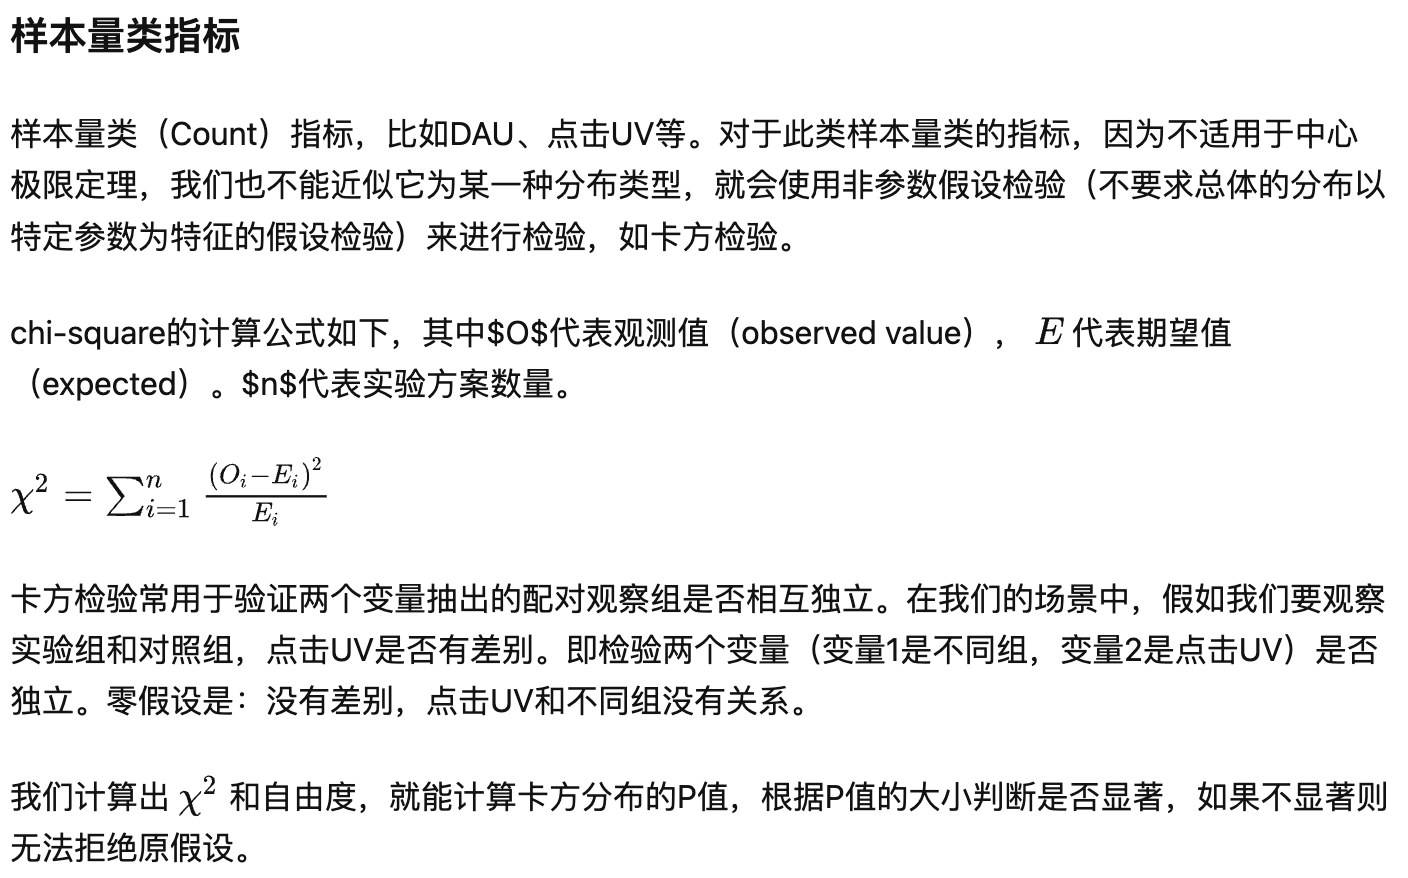 样本量类指标
样本量类（Count）指标，比如DAU、点击UV等。对于此类样本量类的指标，因为不适用于中心
极限定理，我们也不能近似它为某一种分布类型，就会使用非参数假设检验（不要求总体的分布以
特定参数为特征的假设检验）来进行检验，如卡方检验。
chi-square的计算公式如下，其中$O$代表观测值（observed value）， E 代表期望值
（expected）。$n$代表实验方案数量。
χ² = ∑ⁿᵢ₌₁ (Oᵢ−Eᵢ)² / Eᵢ
卡方检验常用于验证两个变量抽出的配对观察组是否相互独立。在我们的场景中，假如我们要观察
实验组和对照组，点击UV是否有差别。即检验两个变量（变量1是不同组，变量2是点击UV）是否
独立。零假设是：没有差别，点击UV和不同组没有关系。
我们计算出 χ² 和自由度，就能计算卡方分布的P值，根据P值的大小判断是否显著，如果不显著则
无法拒绝原假设。